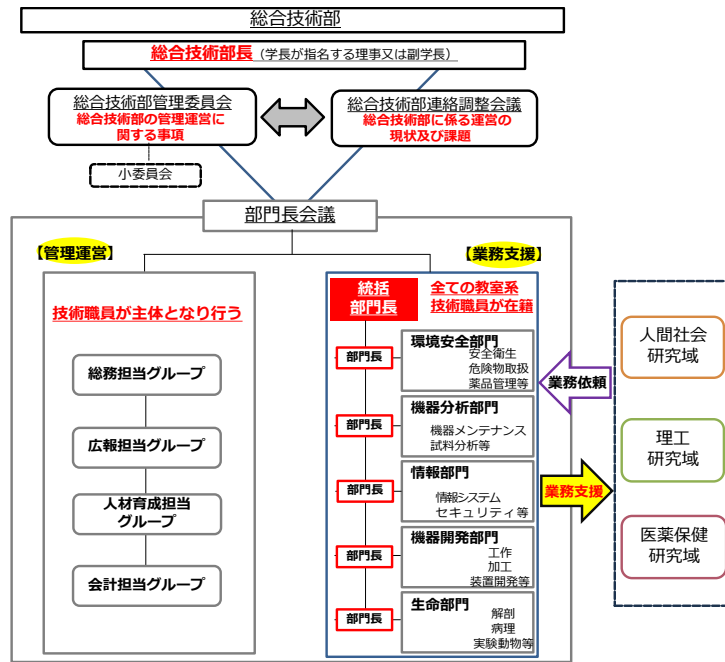 総合技術部
総合技術部長（学長が指名する理事又は副学長）
総合技術部管理委員会
総合技術部の管理運営に
関する事項
総合技術部連絡調整会議
総合技術部に係る運営の
現状及び課題
小委員会
部門長会議
【管理運営】
【業務支援】
技術職員が主体となり行う
総務担当グループ
広報担当グループ
人材育成担当
グループ
会計担当グループ
統括
部門長
全ての教室系
技術職員が在籍
部門長
環境安全部門
安全衛生
危険物取扱
薬品管理等
部門長
機器分析部門
機器メンテナンス
試料分析等
部門長
情報部門
情報システム
セキュリティ等
部門長
機器開発部門
工作
加工
装置開発等
部門長
生命部門
解剖
病理
実験動物等
業務依頼
業務支援
人間社会
研究域
理工
研究域
医薬保健
研究域